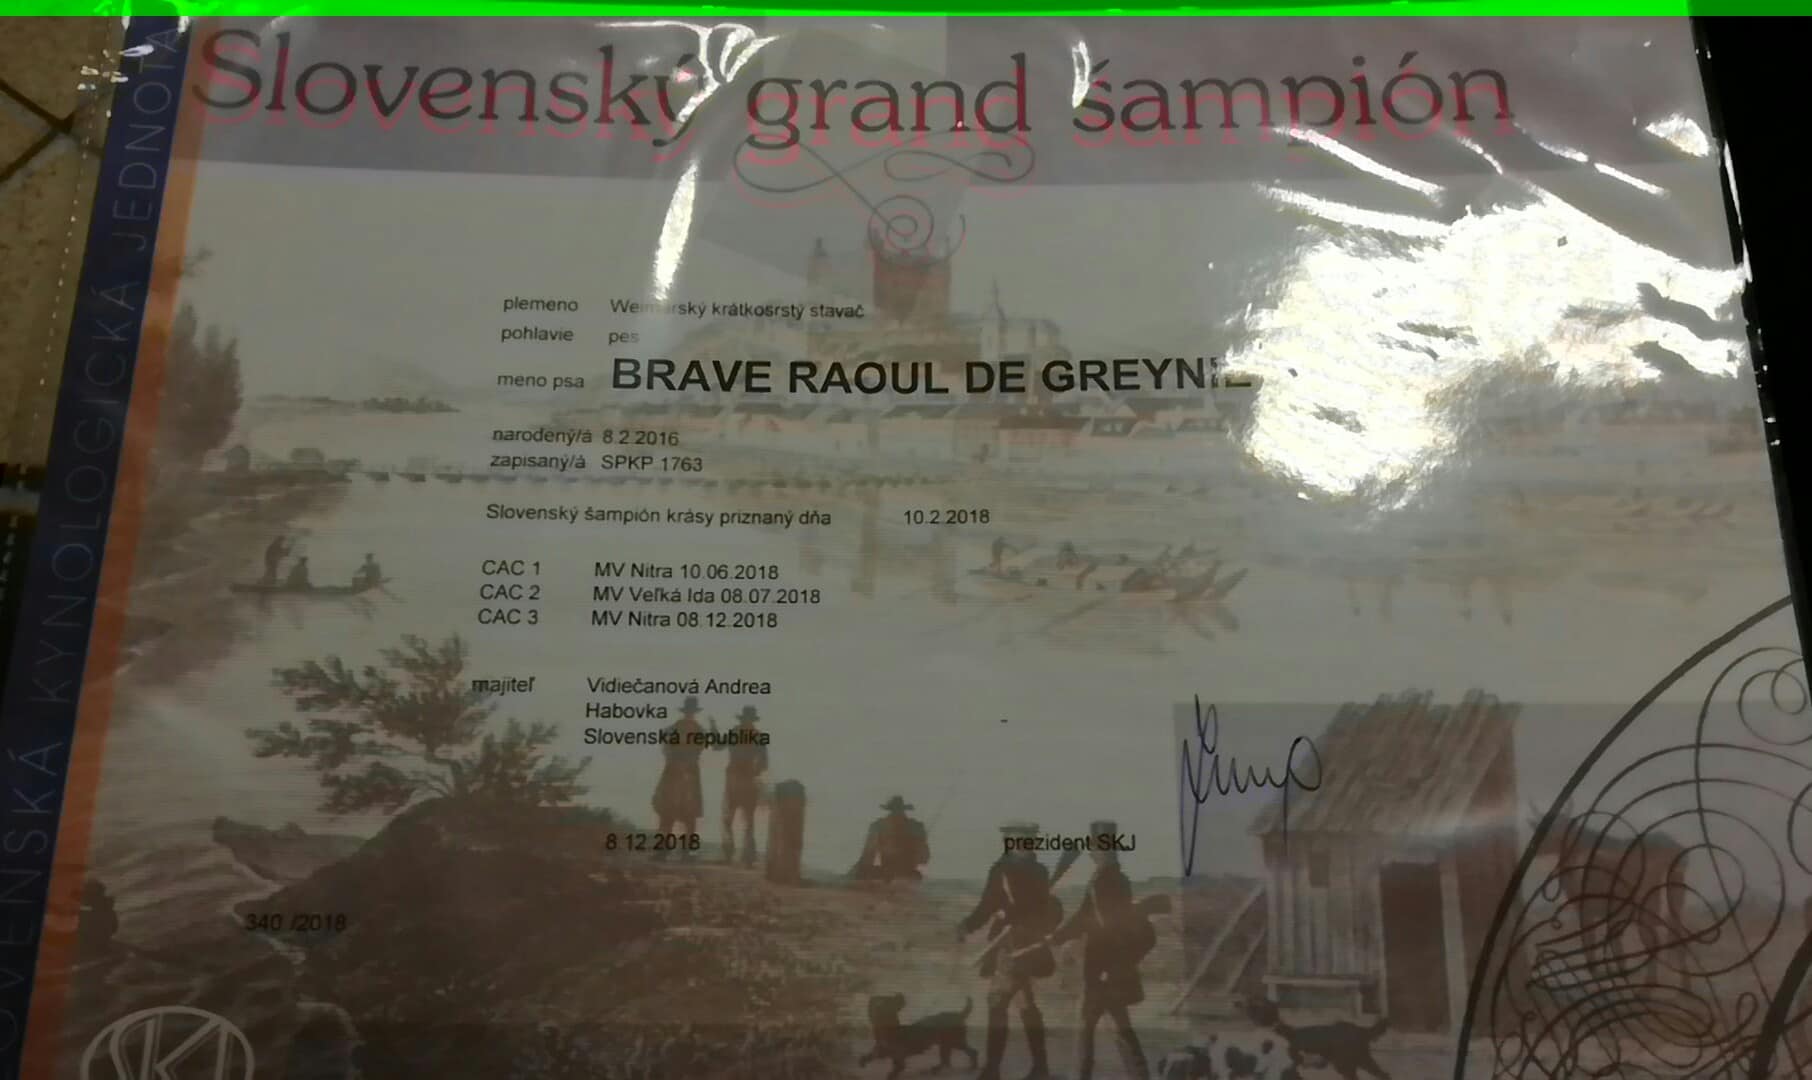 Slovenský grand šampión
SLOVENSKÁ KYNOLOGICKÁ JEDNOTA
plemeno Weimarský krátkosrstý stavač
pohlavie pes
meno psa BRAVE RAOUL DE
narodený/á 8.2.2016
zapísaný/á SPKP 1763
Slovenský šampión krásy priznaný dňa 10.2.2018
CAC 1 MV Nitra 10.06.2018
CAC 2 MV Veľká Ida 08.07.2018
CAC 3 MV Nitra 08.12.2018
majiteľ Vidiečanová Andrea
Habovka
Slovenská republika
8.12.2018 prezident SKJ
340 /2018
SKJ